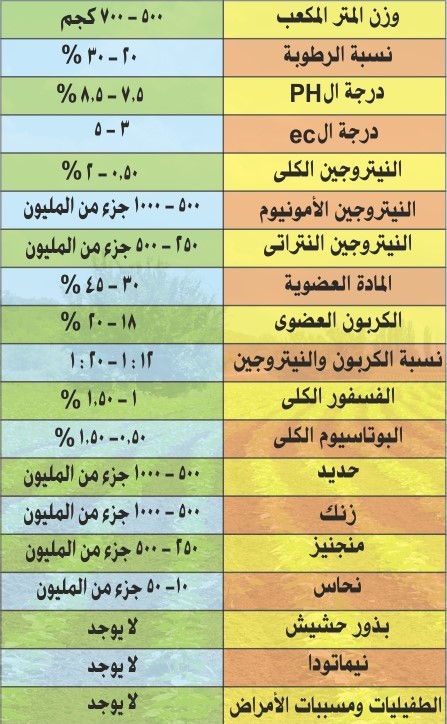 وزن المتر المكعب ٥٠٠ - ٧٠٠ كجم
نسبة الرطوبة ٢٠ - ٣٠ %
درجة الPH ٧,٥ - ٨,٥ %
درجة الec ٣ - ٥
النيتروجين الكلى ٠,٥٠ - ٢ %
النيتروجين الأمونيوم ٥٠٠ - ١٠٠٠ جزء من المليون
النيتروجين النتراتى ٢٥٠ - ٥٠٠ جزء من المليون
المادة العضوية ٣٠ - ٤٥ %
الكربون العضوى ١٨ - ٢٠ %
نسبة الكربون والنيتروجين ١٢ : ١ - ٢٠ : ١
الفسفور الكلى ١ - ١,٥٠ %
البوتاسيوم الكلى ٠,٥٠ - ١,٥٠ %
حديد ٥٠٠ - ١٠٠٠ جزء من المليون
زنك ٥٠٠ - ١٠٠٠ جزء من المليون
منجنيز ٢٥٠ - ٥٠٠ جزء من المليون
نحاس ١٠ - ٥٠ جزء من المليون
بذور حشيش لا يوجد
نيماتودا لا يوجد
الطفيليات ومسببات الأمراض لا يوجد